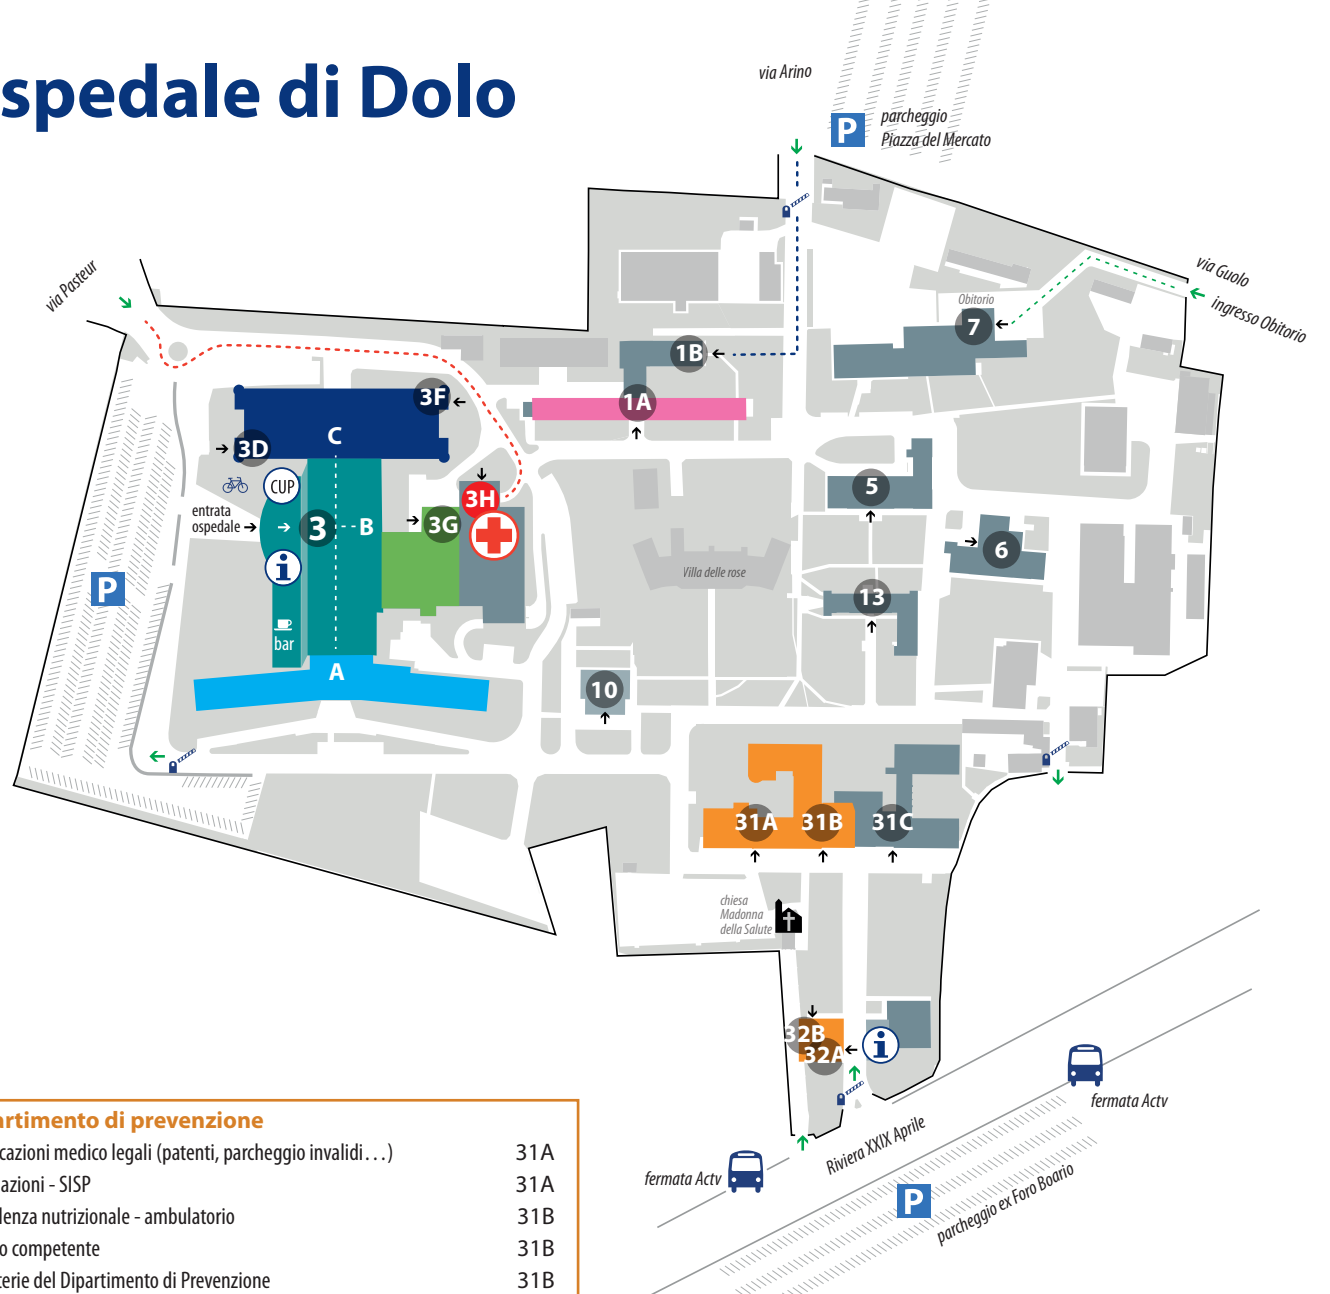 spedale di Dolo
via Arino
P
parcheggio
Piazza del Mercato
via Pasteur
via Guolo
ingresso Obitorio
Obitorio
7
1B
1A
3F
3D
C
CUP
entrata
ospedale
3
B
3G
3H
5
6
13
Villa delle rose
P
i
bar
A
10
31A
31B
31C
chiesa
Madonna
della Salute
32B
32A
i
fermata Actv
fermata Actv
Riviera XXIX Aprile
P
parcheggio ex Foro Boario
artimento di prevenzione
cazioni medico legali (patenti, parcheggio invalidi…) 31A
azioni - SISP 31A
lenza nutrizionale - ambulatorio 31B
o competente 31B
terie del Dipartimento di Prevenzione 31B